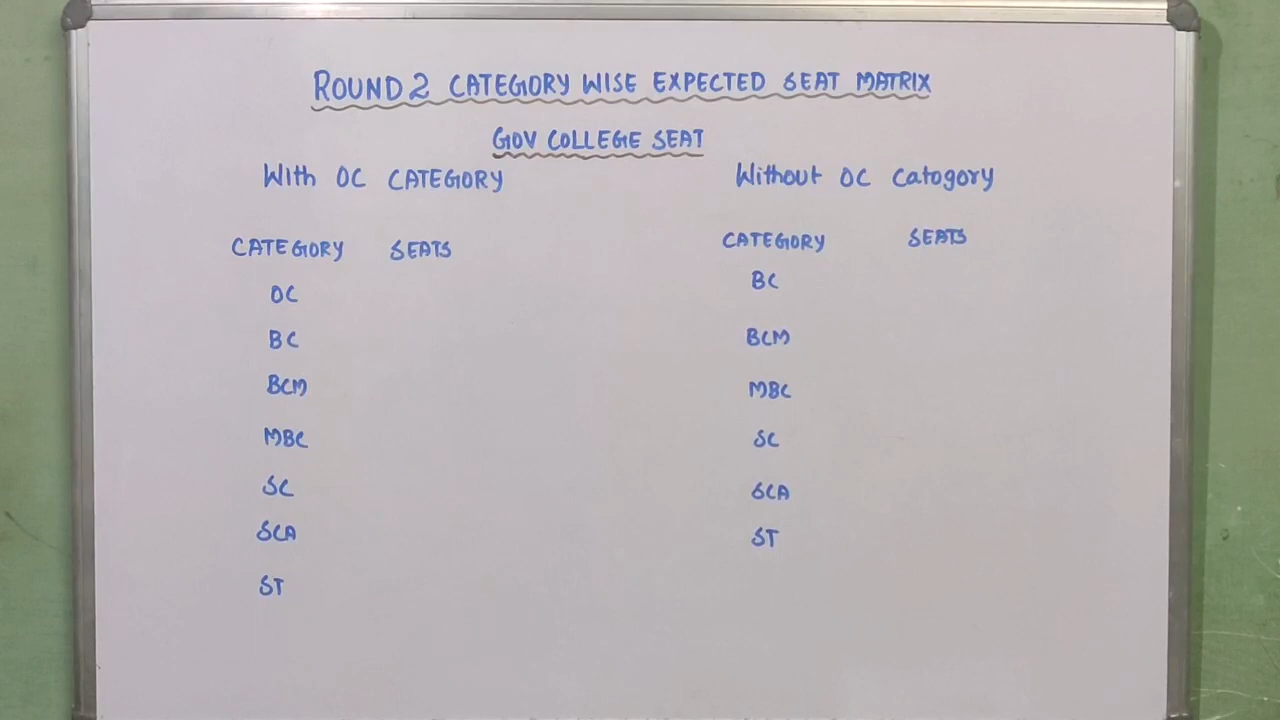 ROUND 2 CATEGORY WISE EXPECTED SEAT MATRIX
GOV COLLEGE SEAT
With OC CATEGORY
CATEGORY SEATS
OC
BC
BCM
MBC
SC
SCA
ST
Without OC Catogory
CATEGORY SEATS
BC
BCM
MBC
SC
SCA
ST